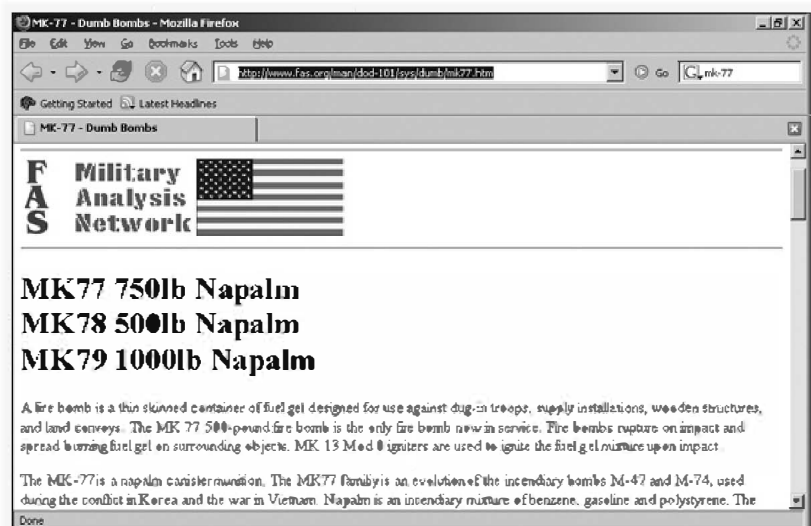 MK-77 - Dumb Bombs - Mozilla Firefox
File Edit View Go Bookmarks Tools Help
http://www.fas.org/man/dod-101/sys/dumb/mk77.htm Go G mk-77
Getting Started Latest Headlines
MK-77 - Dumb Bombs
FAS Military Analysis Network
MK77 750lb Napalm
MK78 500lb Napalm
MK79 1000lb Napalm
A fire bomb is a thin skinned container of fuel gel designed for use against dug-in troops, supply installations, wooden structures,
and land convoys. The MK 77 500-pound fire bomb is the only fire bomb now in service. Fire bombs rupture on impact and
spread burning fuel gel on surrounding objects. MK 13 Mod 0 igniters are used to ignite the fuel gel mixture upon impact.
The MK-77 is a napalm canister munition. The MK77 family is an evolution of the incendiary bombs M-47 and M-74, used
during the conflict in Korea and the war in Vietnam. Napalm is an incendiary mixture of benzene, gasoline and polystyrene. The
Done